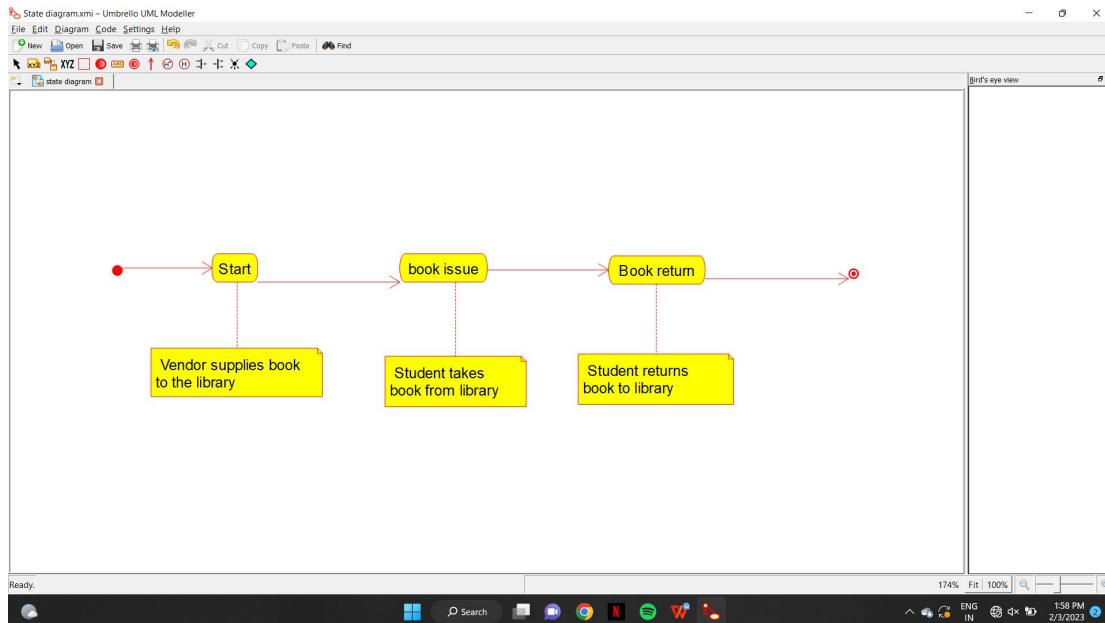 State diagram.xmi – Umbrello UML Modeller
File Edit Diagram Code Settings Help
New Open Save Cut Copy Paste Find
XYZ XYZ ABC H H
state diagram
Bird's eye view
Start
book issue
Book return
Vendor supplies book
to the library
Student takes
book from library
Student returns
book to library
Ready.
174% Fit 100%
Search
N
W
ENG
IN
1:58 PM
2/3/2023
2